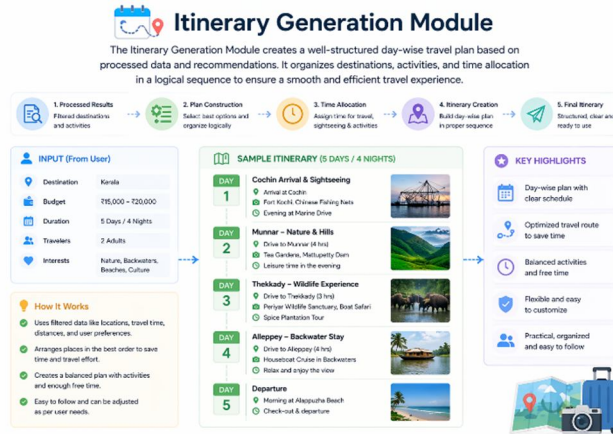 Itinerary Generation Module
The Itinerary Generation Module creates a well-structured day-wise travel plan based on
processed data and recommendations. It organizes destinations, activities, and time allocation
in a logical sequence to ensure a smooth and efficient travel experience.
1. Processed Results
Filtered destinations
and activities
2. Plan Construction
Select best options and
organize logically
3. Time Allocation
Assign time for travel,
sightseeing & activities
4. Itinerary Creation
Build day-wise plan
in proper sequence
5. Final Itinerary
Structured, clear and
ready to use
INPUT (From User)
Destination Kerala
Budget ₹15,000 – ₹20,000
Duration 5 Days / 4 Nights
Travelers 2 Adults
Interests Nature, Backwaters,
Beaches, Culture
How It Works
Uses filtered data like locations, travel time,
distances, and user preferences.
Arranges places in the best order to save
time and travel effort.
Creates a balanced plan with activities
and enough free time.
Easy to follow and can be adjusted
as per user needs.
SAMPLE ITINERARY (5 DAYS / 4 NIGHTS)
DAY
1
Cochin Arrival & Sightseeing
Arrival at Cochin
Fort Kochi, Chinese Fishing Nets
Evening at Marine Drive
DAY
2
Munnar – Nature & Hills
Drive to Munnar (4 hrs)
Tea Gardens, Mattupetty Dam
Leisure time in the evening
DAY
3
Thekkady – Wildlife Experience
Drive to Thekkady (3 hrs)
Periyar Wildlife Sanctuary, Boat Safari
Spice Plantation Tour
DAY
4
Alleppey – Backwater Stay
Drive to Alleppey (4 hrs)
Houseboat Cruise in Backwaters
Relax and enjoy the view
DAY
5
Departure
Morning at Alappuzha Beach
Check-out & departure
KEY HIGHLIGHTS
Day-wise plan with
clear schedule
Optimized travel route
to save time
Balanced activities
and free time
Flexible and easy
to customize
Practical, organized
and easy to follow